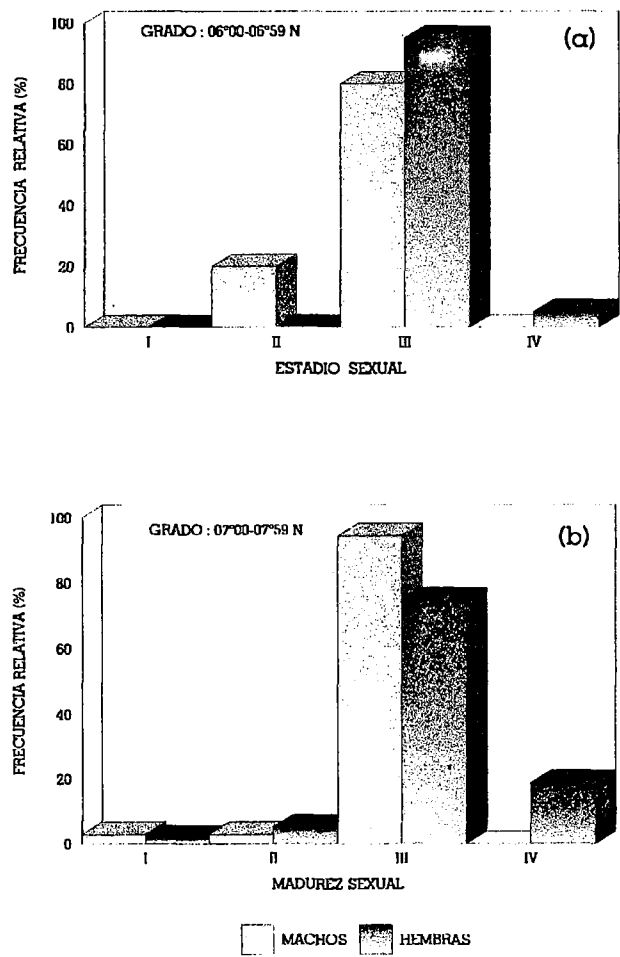 GRADO : 06°00-06°59 N
(a)
FRECUENCIA RELATIVA (%)
100
80
60
40
20
0
I
II
III
IV
ESTADIO SEXUAL
GRADO : 07°00-07°59 N
(b)
FRECUENCIA RELATIVA (%)
100
80
60
40
20
0
I
II
III
IV
MADUREZ SEXUAL
MACHOS
HEMBRAS